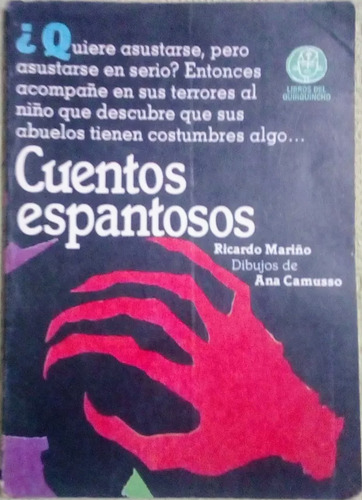 ¿Quiere asustarse, pero
asustarse en serio? Entonces
acompañe en sus terrores al
niño que descubre que sus
abuelos tienen costumbres algo...
LIBROS DEL
QUIRQUINCHO
Cuentos
espantosos
Ricardo Mariño
Dibujos de
Ana Camusso